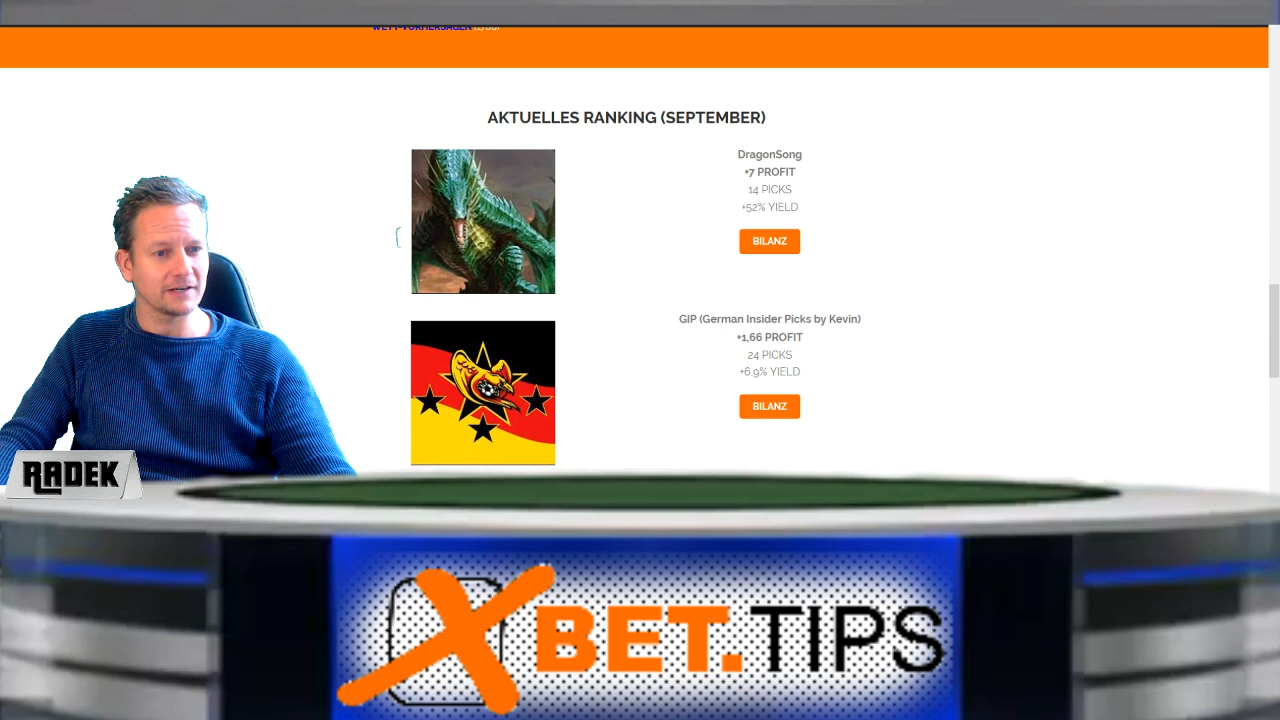 AKTUELLES RANKING (SEPTEMBER)
DragonSong
+7 PROFIT
14 PICKS
+52% YIELD
BILANZ
GIP (German Insider Picks by Kevin)
+1,66 PROFIT
24 PICKS
+6,9% YIELD
BILANZ
RADEK
XBET.TIPS